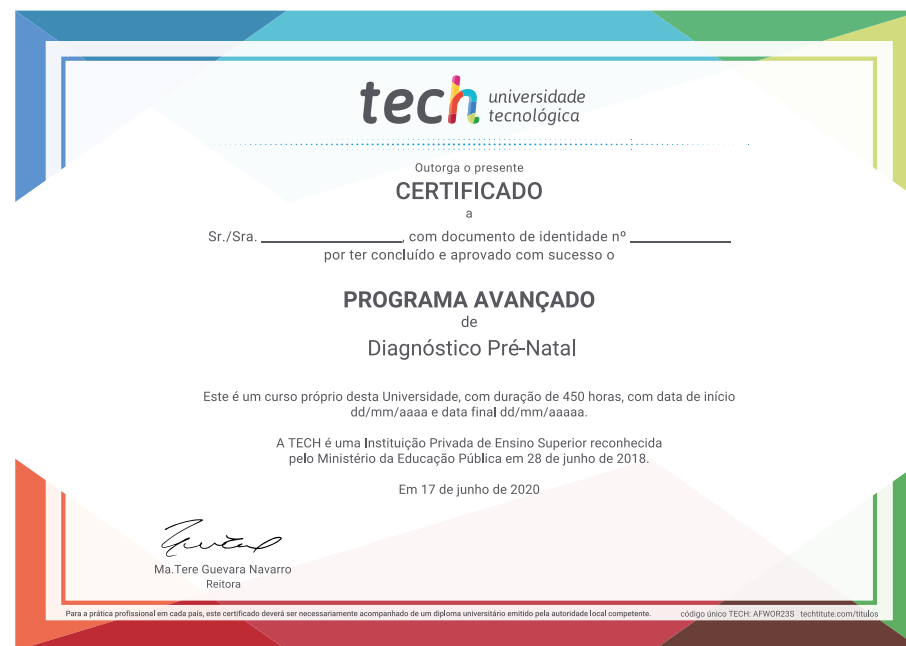 tech universidade
tecnológica
Outorga o presente
CERTIFICADO
a
Sr./Sra. ____________, com documento de identidade nº ____________
por ter concluído e aprovado com sucesso o
PROGRAMA AVANÇADO
de
Diagnóstico Pré-Natal
Este é um curso próprio desta Universidade, com duração de 450 horas, com data de início
dd/mm/aaaa e data final dd/mm/aaaaa.
A TECH é uma Instituição Privada de Ensino Superior reconhecida
pelo Ministério da Educação Pública em 28 de junho de 2018.
Em 17 de junho de 2020
Ma.Tere Guevara Navarro
Reitora
Para a prática profissional em cada país, este certificado deverá ser necessariamente acompanhado de um diploma universitário emitido pela autoridade local competente. código único TECH: AFWOR23S techtitute.com/titulos